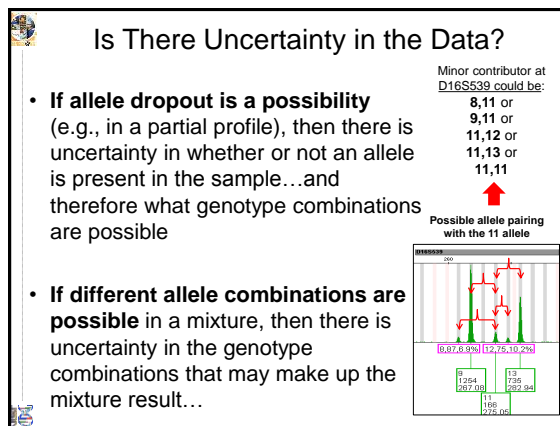 Is There Uncertainty in the Data?
• If allele dropout is a possibility
(e.g., in a partial profile), then there is
uncertainty in whether or not an allele
is present in the sample…and
therefore what genotype combinations
are possible
• If different allele combinations are
possible in a mixture, then there is
uncertainty in the genotype
combinations that may make up the
mixture result…
Minor contributor at
D16S539 could be:
8,11 or
9,11 or
11,12 or
11,13 or
11,11
Possible allele pairing
with the 11 allele
D16S539
260
8,87,6.9%
12,75,10.2%
9
1254
267.08
13
735
282.94
11
166
275.05